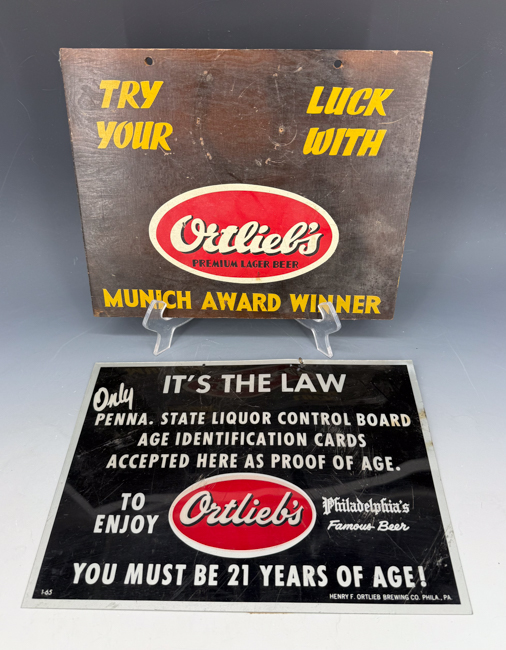 TRY LUCK
YOUR WITH
Ortlieb's
PREMIUM LAGER BEER
MUNICH AWARD WINNER
IT'S THE LAW
Only
PENNA. STATE LIQUOR CONTROL BOARD
AGE IDENTIFICATION CARDS
ACCEPTED HERE AS PROOF OF AGE.
TO
ENJOY
Ortlieb's
Philadelphia's
Famous Beer
YOU MUST BE 21 YEARS OF AGE!
1-65
HENRY F. ORTLIEB BREWING CO. PHILA., PA.